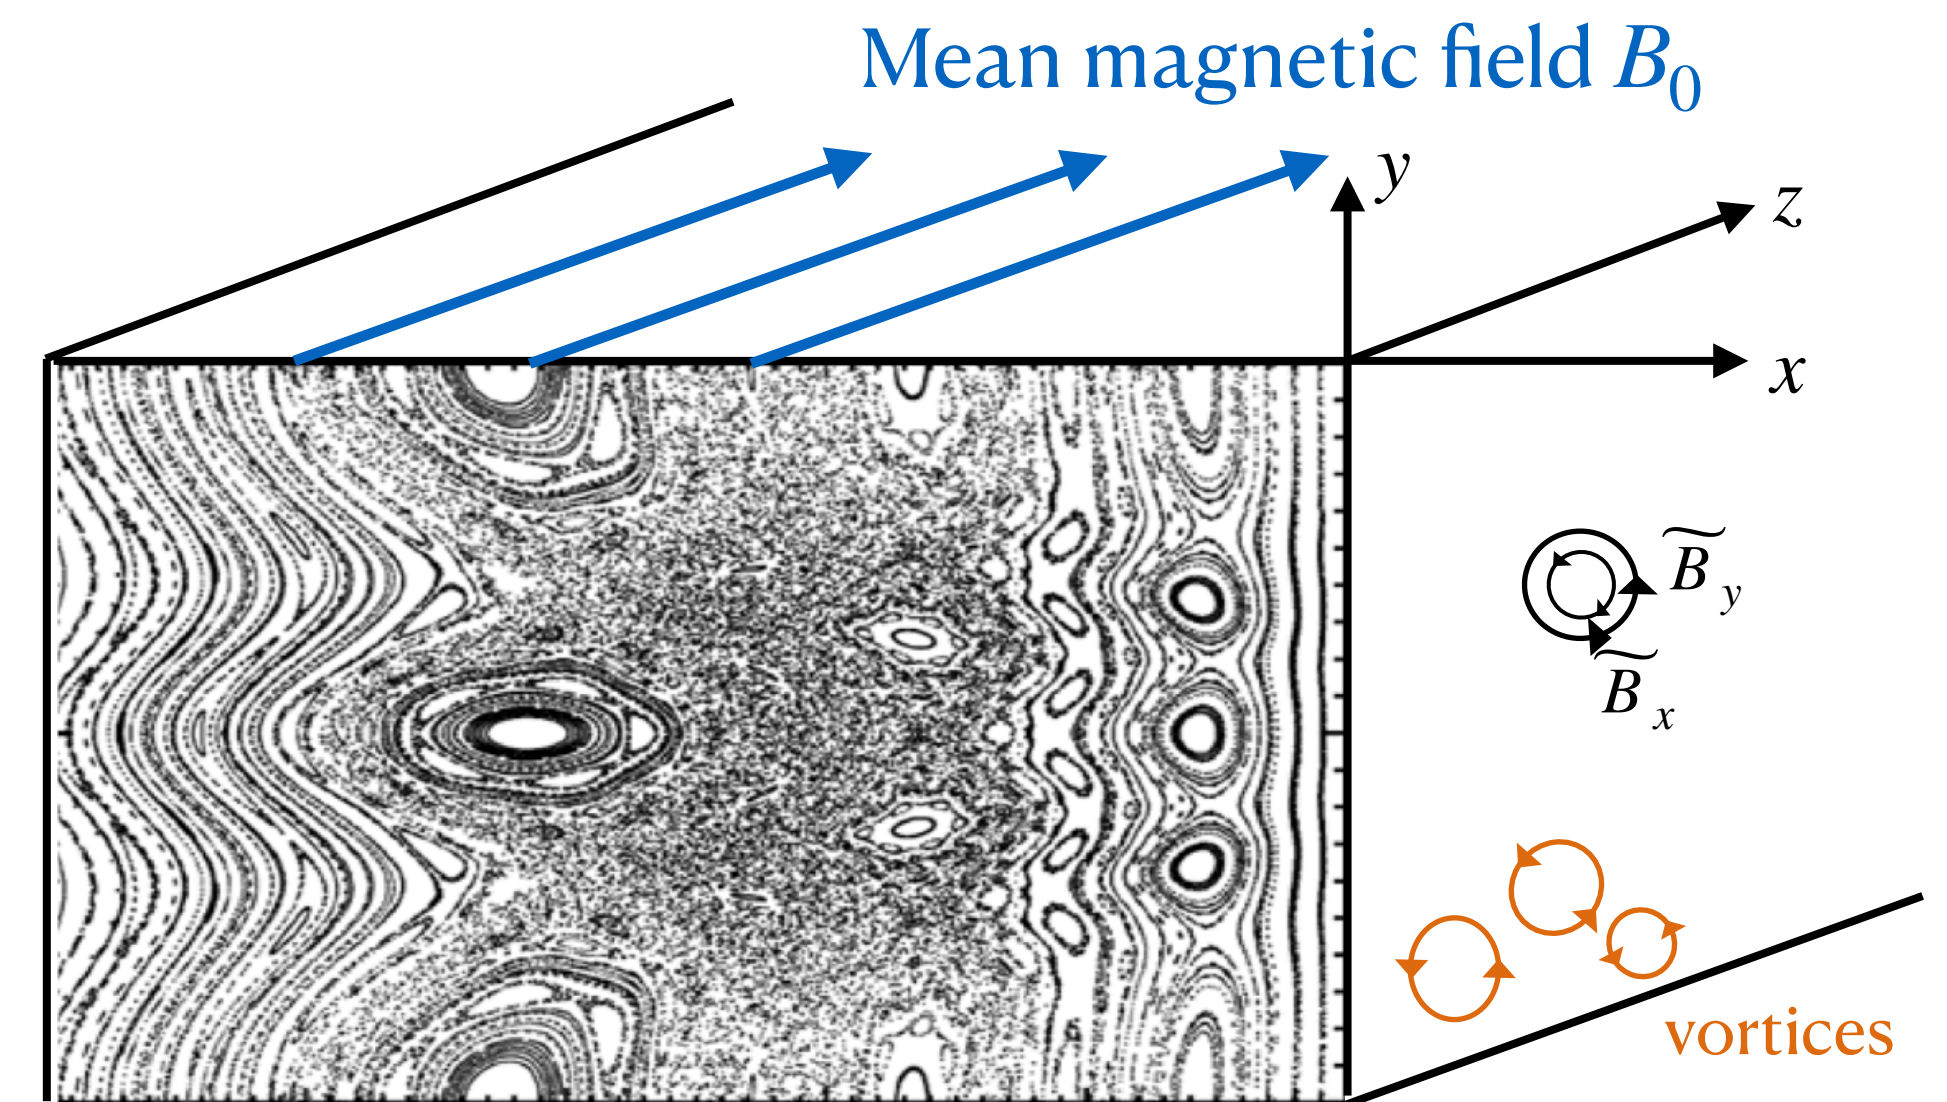 Mean magnetic field B₀
y
z
x
B̃ y
B̃ x
vortices